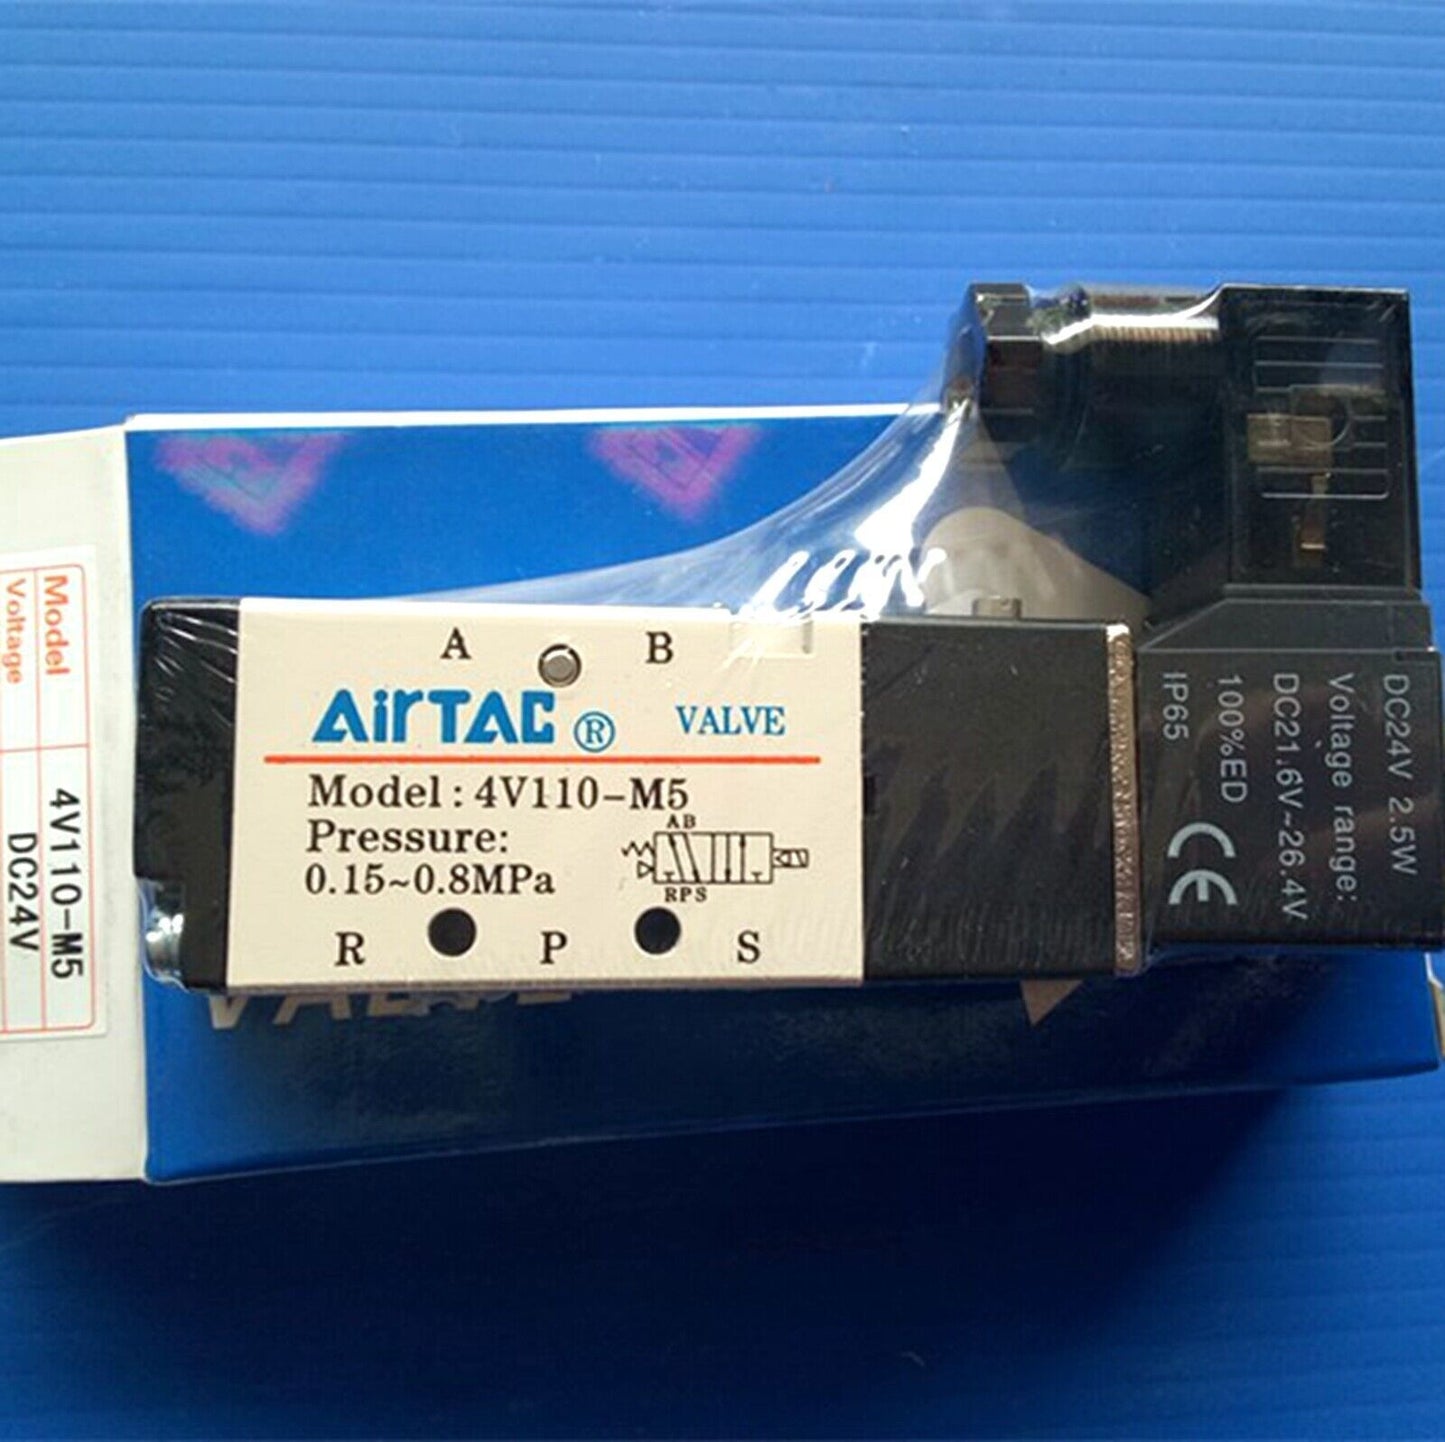 A B
AirTAC ® VALVE
Model : 4V110-M5
Pressure:
0.15~0.8MPa
AB
RPS
R P S
DC24V 2.5W
Voltage range:
DC21.6V~26.4V
100%ED
IP65
CE
Model 4V110-M5
Voltage DC24V
VALVE